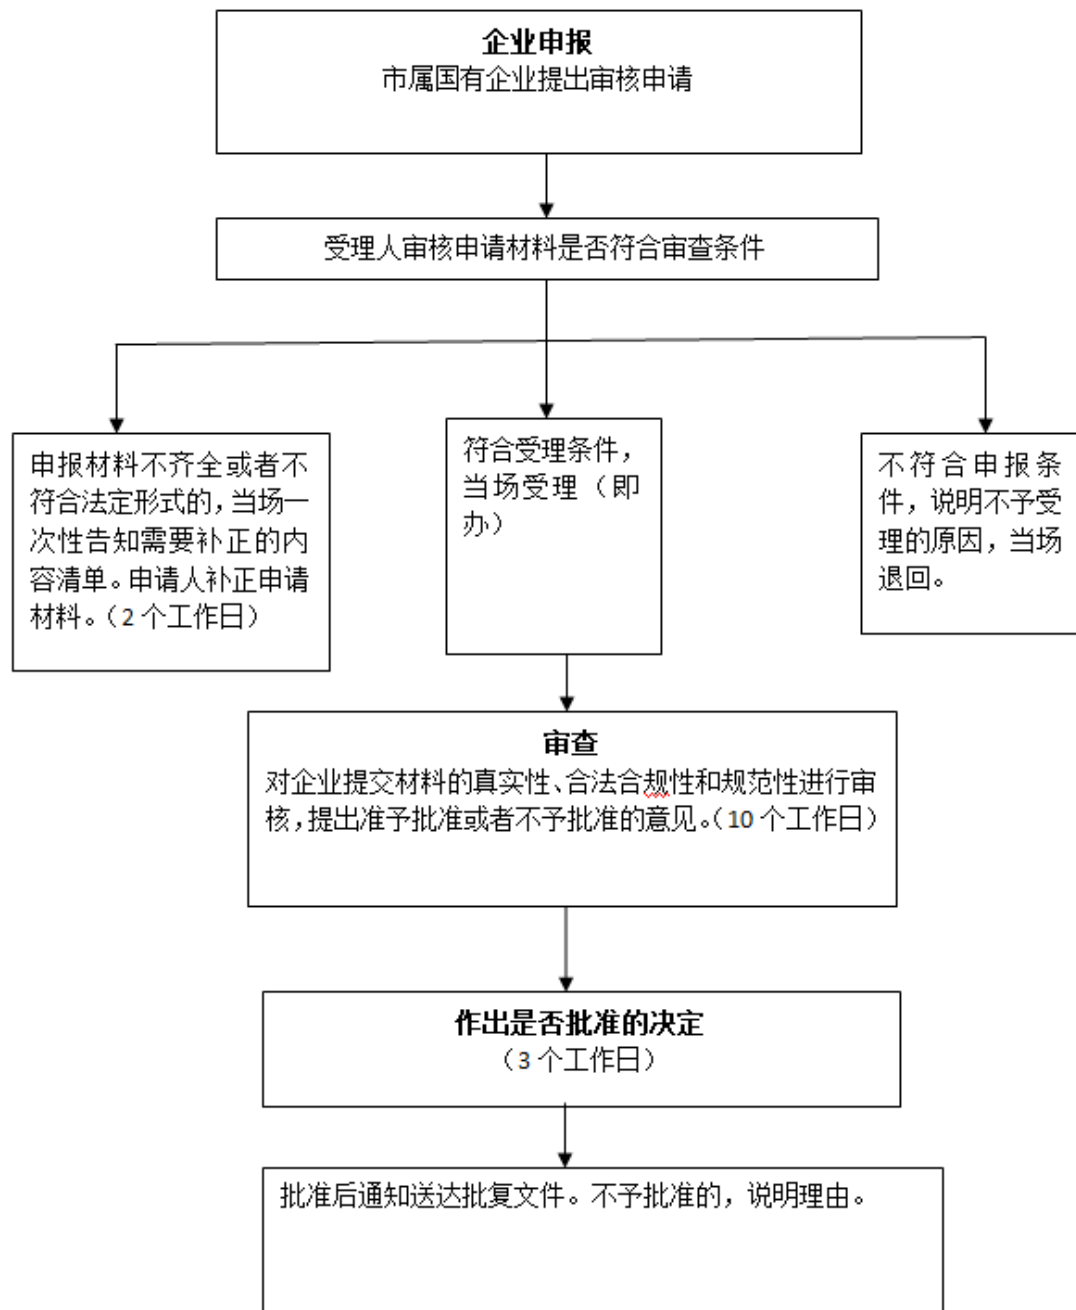 企业申报
市属国有企业提出审核申请
受理人审核申请材料是否符合审查条件
申报材料不齐全或者不
符合法定形式的，当场一
次性告知需要补正的内
容清单。申请人补正申请
材料。（2 个工作日）
符合受理条件，
当场受理（即
办）
不符合申报条
件，说明不予受
理的原因，当场
退回。
审查
对企业提交材料的真实性、合法合规性和规范性进行审
核，提出准予批准或者不予批准的意见。（10 个工作日）
作出是否批准的决定
（3 个工作日）
批准后通知送达批复文件。不予批准的，说明理由。